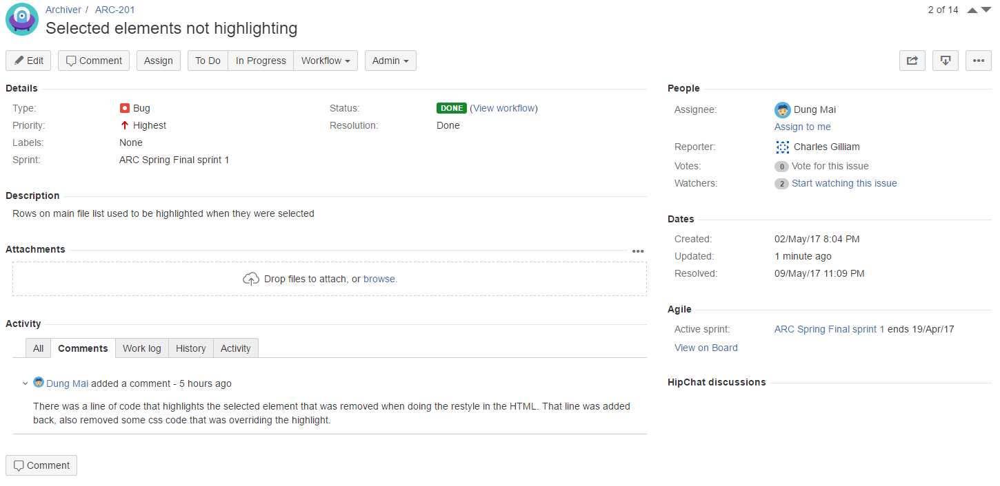 Archiver / ARC-201
2 of 14
Selected elements not highlighting
Edit Comment Assign To Do In Progress Workflow Admin
Details
Type: Bug
Status: DONE (View workflow)
Priority: Highest
Resolution: Done
Labels: None
Sprint: ARC Spring Final sprint 1
Description
Rows on main file list used to be highlighted when they were selected
Attachments
Drop files to attach, or browse.
Activity
All Comments Work log History Activity
Dung Mai added a comment - 5 hours ago
There was a line of code that highlights the selected element that was removed when doing the restyle in the HTML. That line was added
back, also removed some css code that was overriding the highlight.
Comment
People
Assignee: Dung Mai
Assign to me
Reporter: Charles Gilliam
Votes: 0 Vote for this issue
Watchers: 2 Start watching this issue
Dates
Created: 02/May/17 8:04 PM
Updated: 1 minute ago
Resolved: 09/May/17 11:09 PM
Agile
Active sprint: ARC Spring Final sprint 1 ends 19/Apr/17
View on Board
HipChat discussions